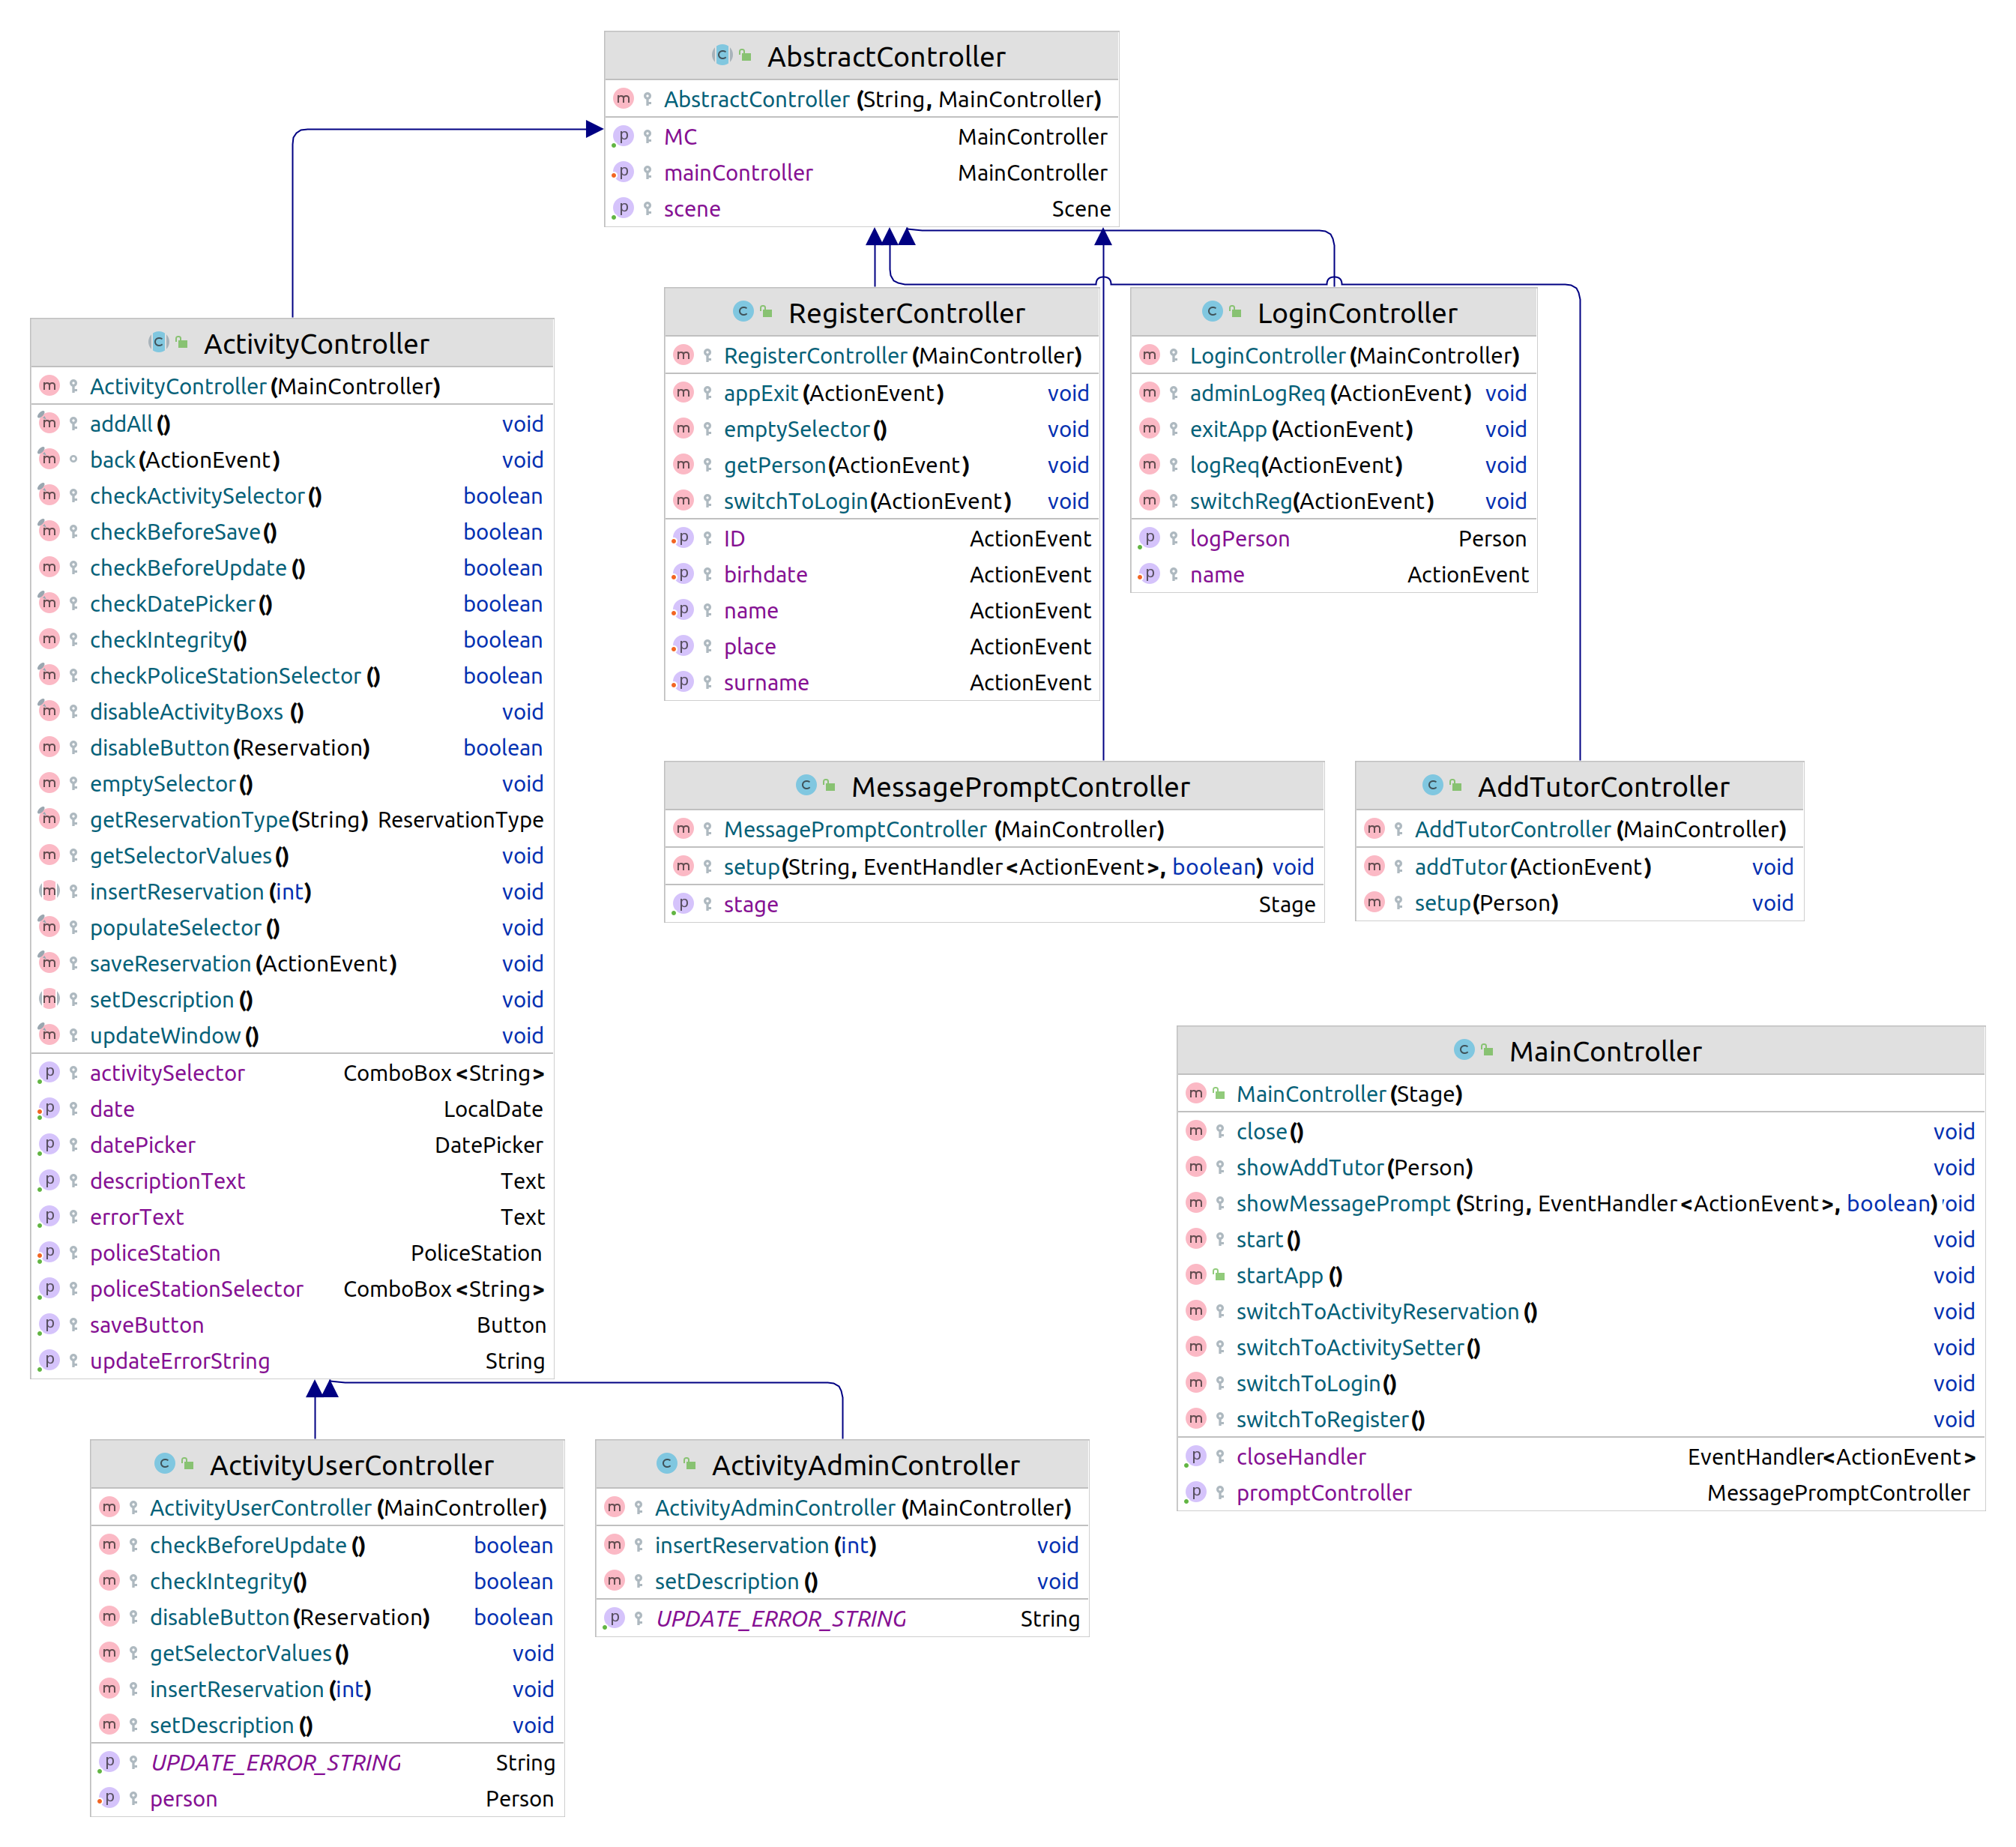 AbstractController
AbstractController (String, MainController)
MC MainController
mainController MainController
scene Scene
RegisterController
RegisterController (MainController)
appExit (ActionEvent) void
emptySelector () void
getPerson(ActionEvent) void
switchToLogin(ActionEvent) void
ID ActionEvent
birhdate ActionEvent
name ActionEvent
place ActionEvent
surname ActionEvent
LoginController
LoginController (MainController)
adminLogReq (ActionEvent) void
exitApp (ActionEvent) void
logReq(ActionEvent) void
switchReg(ActionEvent) void
logPerson Person
name ActionEvent
ActivityController
ActivityController (MainController)
addAll () void
back (ActionEvent) void
checkActivitySelector () boolean
checkBeforeSave() boolean
checkBeforeUpdate () boolean
checkDatePicker () boolean
checkIntegrity() boolean
checkPoliceStationSelector () boolean
disableActivityBoxs () void
disableButton (Reservation) boolean
emptySelector () void
getReservationType(String) ReservationType
getSelectorValues () void
insertReservation (int) void
populateSelector () void
saveReservation (ActionEvent) void
setDescription () void
updateWindow () void
activitySelector ComboBox <String>
date LocalDate
datePicker DatePicker
descriptionText Text
errorText Text
policeStation PoliceStation
policeStationSelector ComboBox <String>
saveButton Button
updateErrorString String
MessagePromptController
MessagePromptController (MainController)
setup(String, EventHandler <ActionEvent>, boolean) void
stage Stage
AddTutorController
AddTutorController (MainController)
addTutor (ActionEvent) void
setup(Person) void
MainController
MainController (Stage)
close () void
showAddTutor (Person) void
showMessagePrompt (String, EventHandler <ActionEvent>, boolean) void
start () void
startApp () void
switchToActivityReservation () void
switchToActivitySetter () void
switchToLogin() void
switchToRegister () void
closeHandler EventHandler<ActionEvent>
promptController MessagePromptController
ActivityUserController
ActivityUserController (MainController)
checkBeforeUpdate () boolean
checkIntegrity() boolean
disableButton (Reservation) boolean
getSelectorValues () void
insertReservation (int) void
setDescription () void
UPDATE_ERROR_STRING String
person Person
ActivityAdminController
ActivityAdminController (MainController)
insertReservation (int) void
setDescription () void
UPDATE_ERROR_STRING String